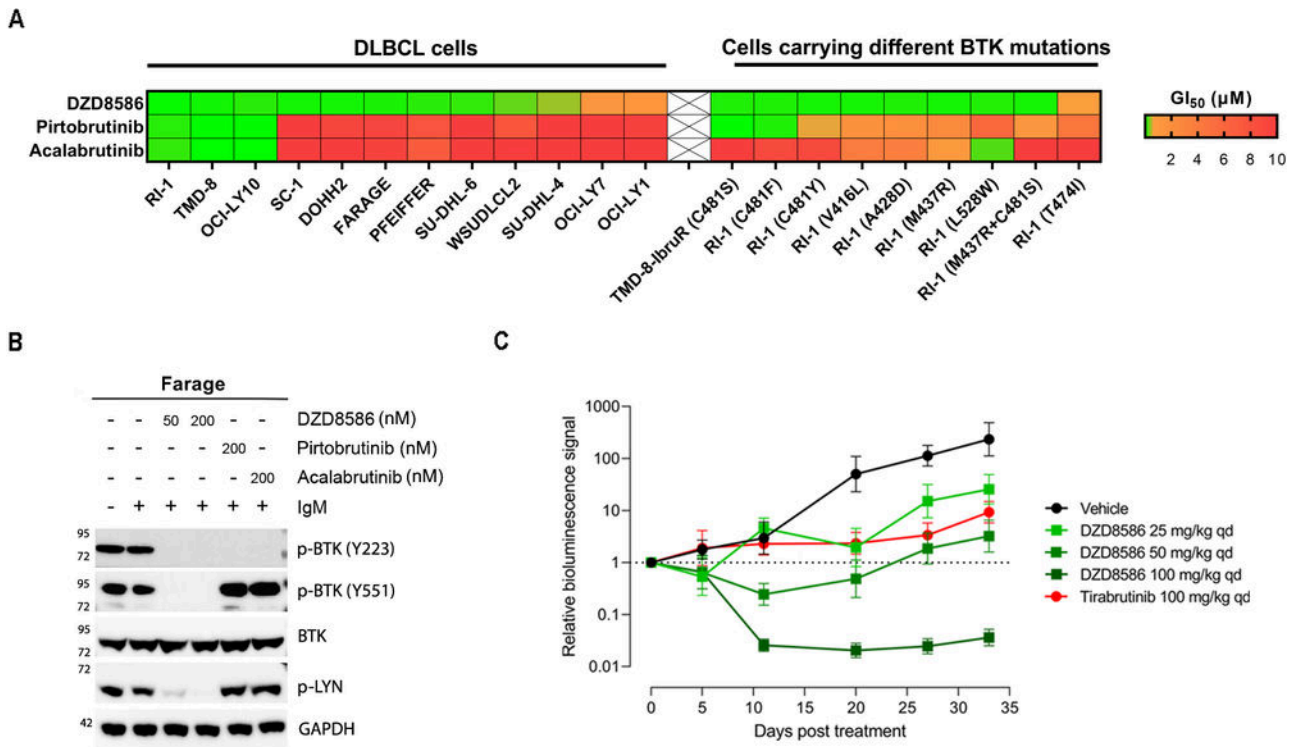 A
DLBCL cells
Cells carrying different BTK mutations
DZD8586
Pirtobrutinib
Acalabrutinib
GI50 (µM)
2 4 6 8 10
RI-1
TMD-8
OCI-LY10
SC-1
DOHH2
FARAGE
PFEIFFER
SU-DHL-6
WSUDLCL2
SU-DHL-4
OCI-LY7
OCI-LY1
TMD-8-IbruR (C481S)
RI-1 (C481F)
RI-1 (C481Y)
RI-1 (V416L)
RI-1 (A428D)
RI-1 (M437R)
RI-1 (L528W)
RI-1 (M437R+C481S)
RI-1 (T474I)
B
Farage
- - 50 200 - - DZD8586 (nM)
- - - - 200 - Pirtobrutinib (nM)
- - - - - 200 Acalabrutinib (nM)
- + + + + + IgM
95
72
p-BTK (Y223)
95
72
p-BTK (Y551)
95
72
BTK
72
p-LYN
42
GAPDH
C
Relative bioluminescence signal
1000
100
10
1
0.1
0.01
0 5 10 15 20 25 30 35
Days post treatment
Vehicle
DZD8586 25 mg/kg qd
DZD8586 50 mg/kg qd
DZD8586 100 mg/kg qd
Tirabrutinib 100 mg/kg qd